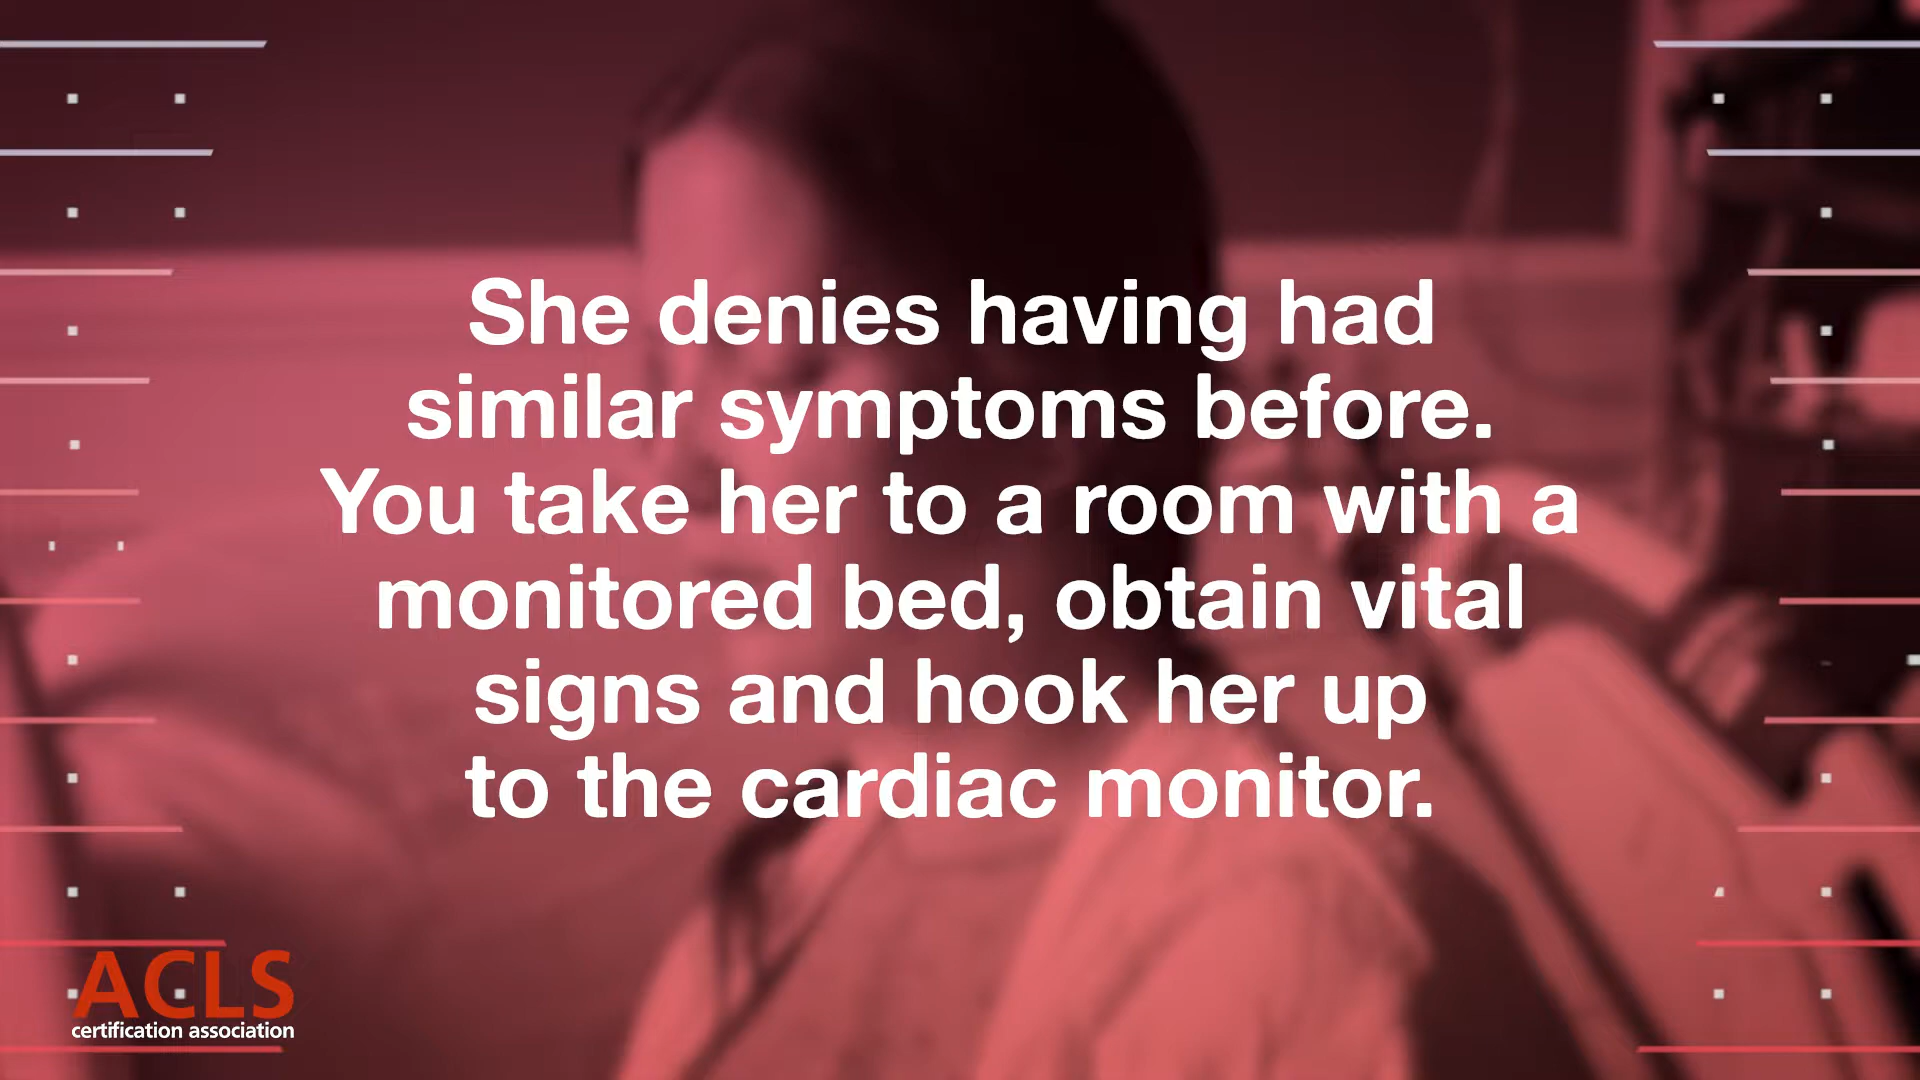 She denies having had
similar symptoms before.
You take her to a room with a
monitored bed, obtain vital
signs and hook her up
to the cardiac monitor.
ACLS
certification association